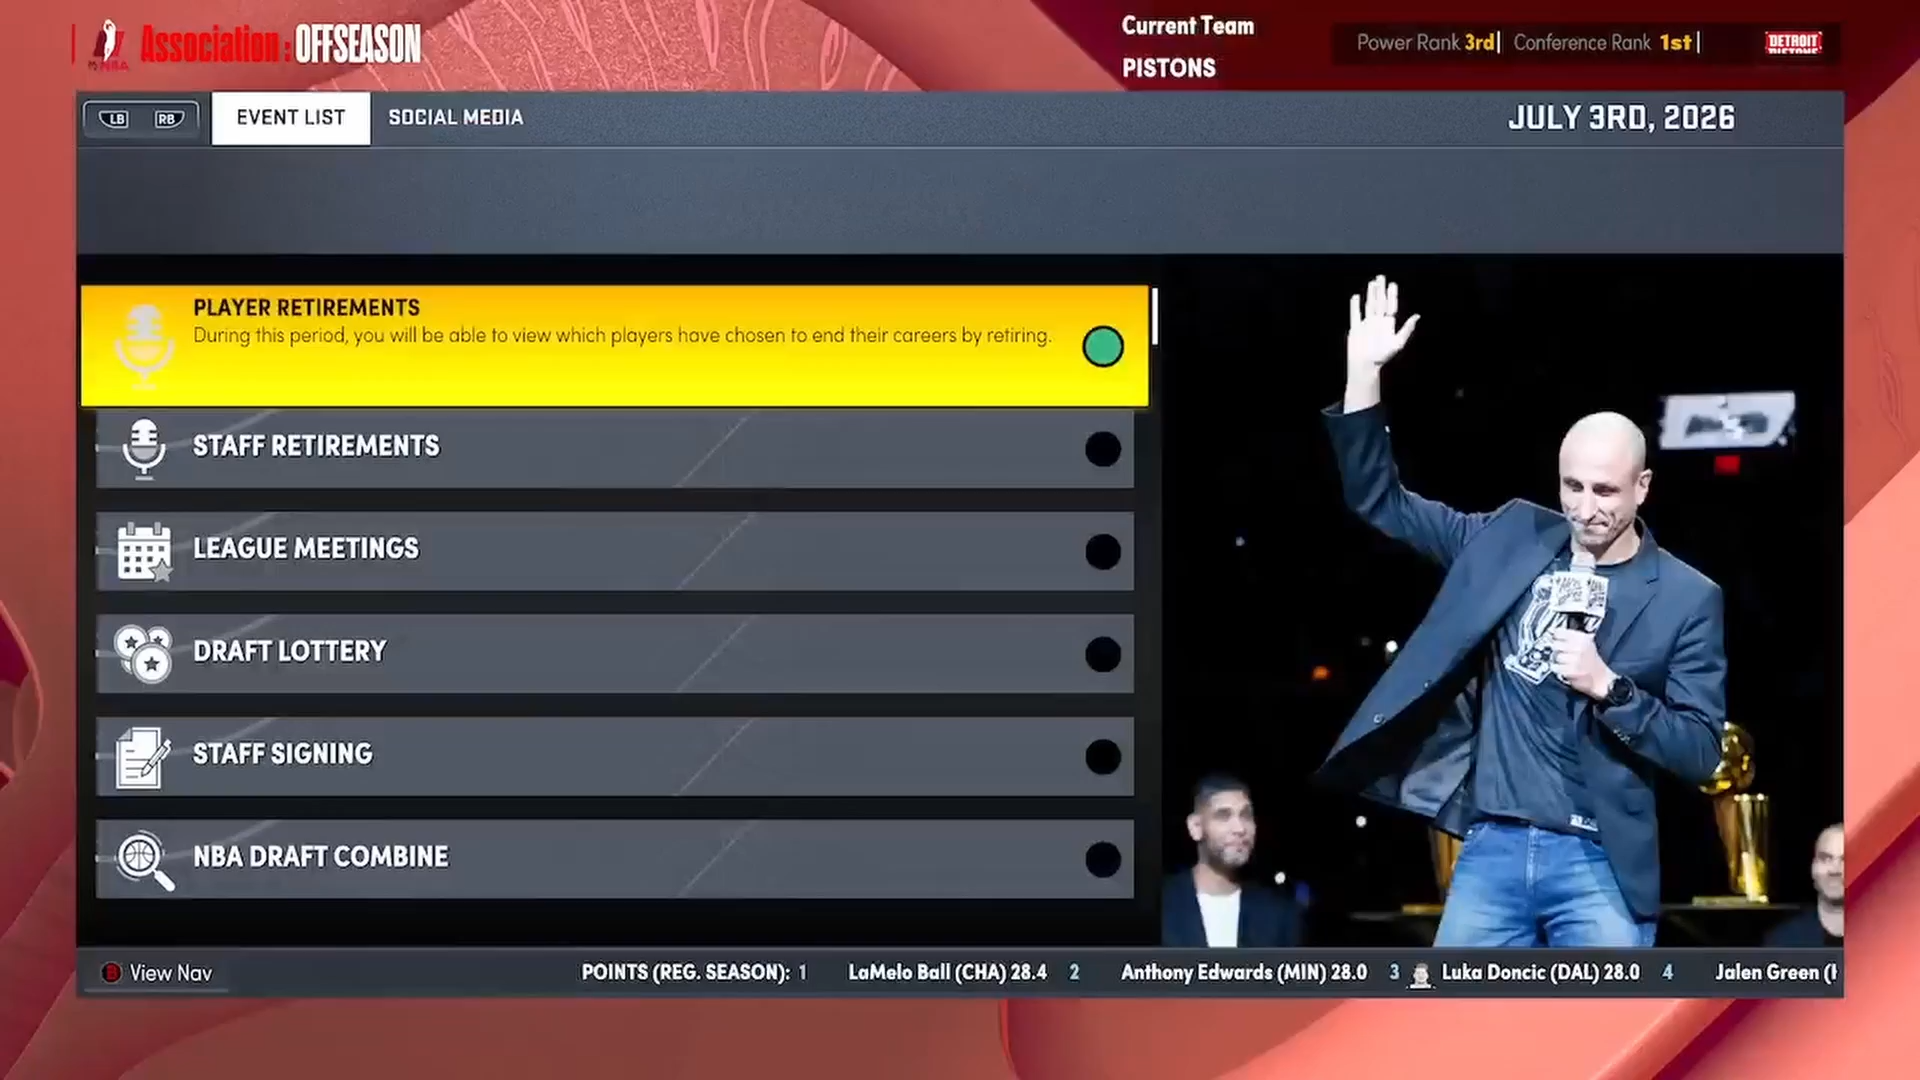 Association: OFFSEASON
Current Team
PISTONS
Power Rank 3rd
Conference Rank 1st
DETROIT
PISTONS
LB
RB
EVENT LIST
SOCIAL MEDIA
JULY 3RD, 2026
PLAYER RETIREMENTS
During this period, you will be able to view which players have chosen to end their careers by retiring.
STAFF RETIREMENTS
LEAGUE MEETINGS
DRAFT LOTTERY
STAFF SIGNING
NBA DRAFT COMBINE
B View Nav
POINTS (REG. SEASON): 1 LaMelo Ball (CHA) 28.4 2 Anthony Edwards (MIN) 28.0 3 Luka Doncic (DAL) 28.0 4 Jalen Green (